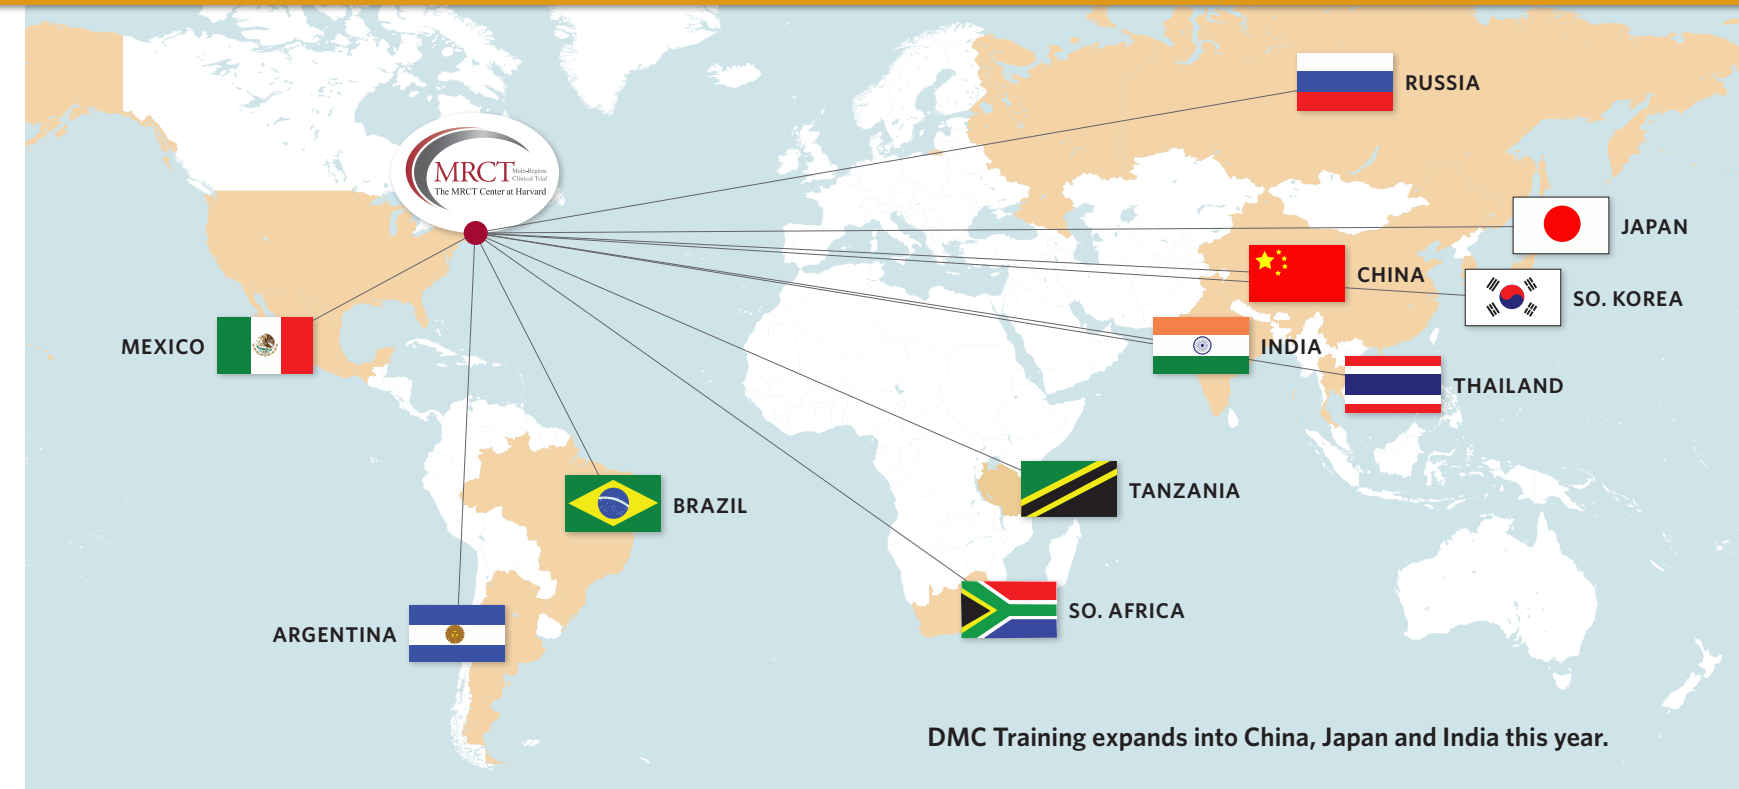 RUSSIA
MRCT Multi-Regional
Clinical Trial
The MRCT Center at Harvard
JAPAN
CHINA
SO. KOREA
MEXICO
INDIA
THAILAND
TANZANIA
BRAZIL
SO. AFRICA
ARGENTINA
DMC Training expands into China, Japan and India this year.